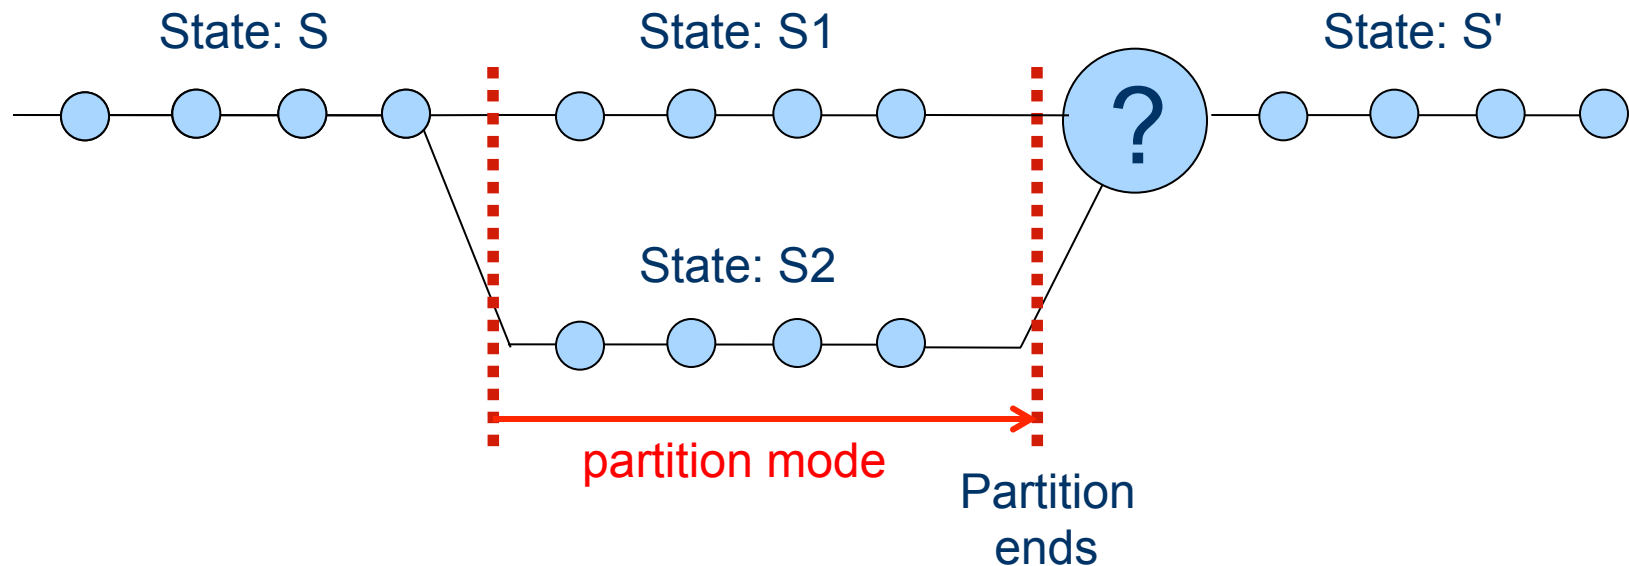 State: S
State: S1
State: S'
?
State: S2
partition mode
Partition
ends